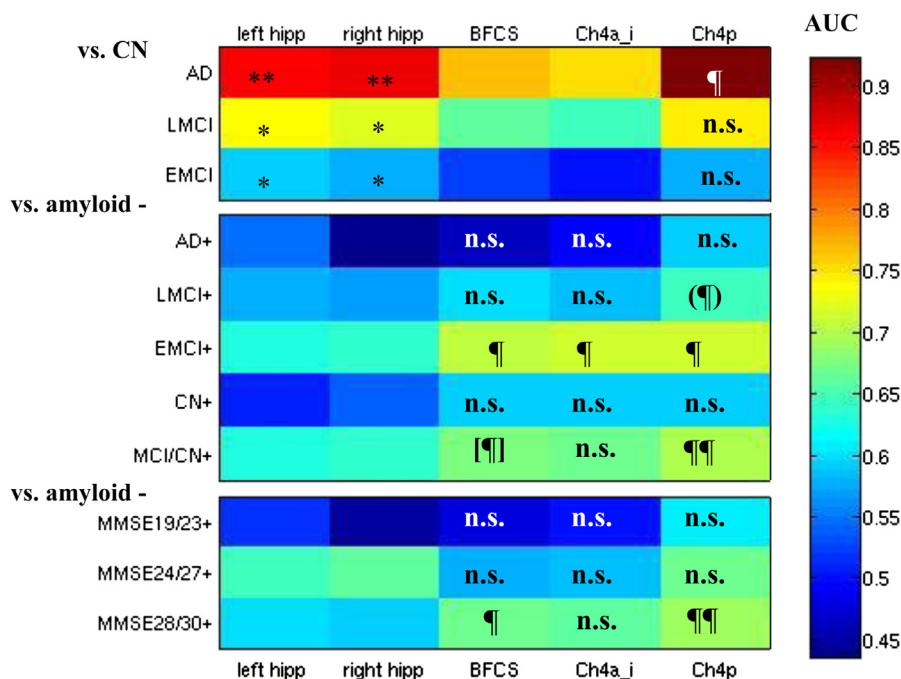 left hipp right hipp BFCS Ch4a_i Ch4p AUC
vs. CN
AD ** ** ¶
LMCI * * n.s.
EMCI * * n.s.
vs. amyloid -
AD+ n.s. n.s. n.s.
LMCI+ n.s. n.s. (¶)
EMCI+ ¶ ¶ ¶
CN+ n.s. n.s. n.s.
MCI/CN+ [¶] n.s. ¶¶
vs. amyloid -
MMSE19/23+ n.s. n.s. n.s.
MMSE24/27+ n.s. n.s. n.s.
MMSE28/30+ ¶ n.s. ¶¶
left hipp right hipp BFCS Ch4a_i Ch4p
0.9
0.85
0.8
0.75
0.7
0.65
0.6
0.55
0.5
0.45